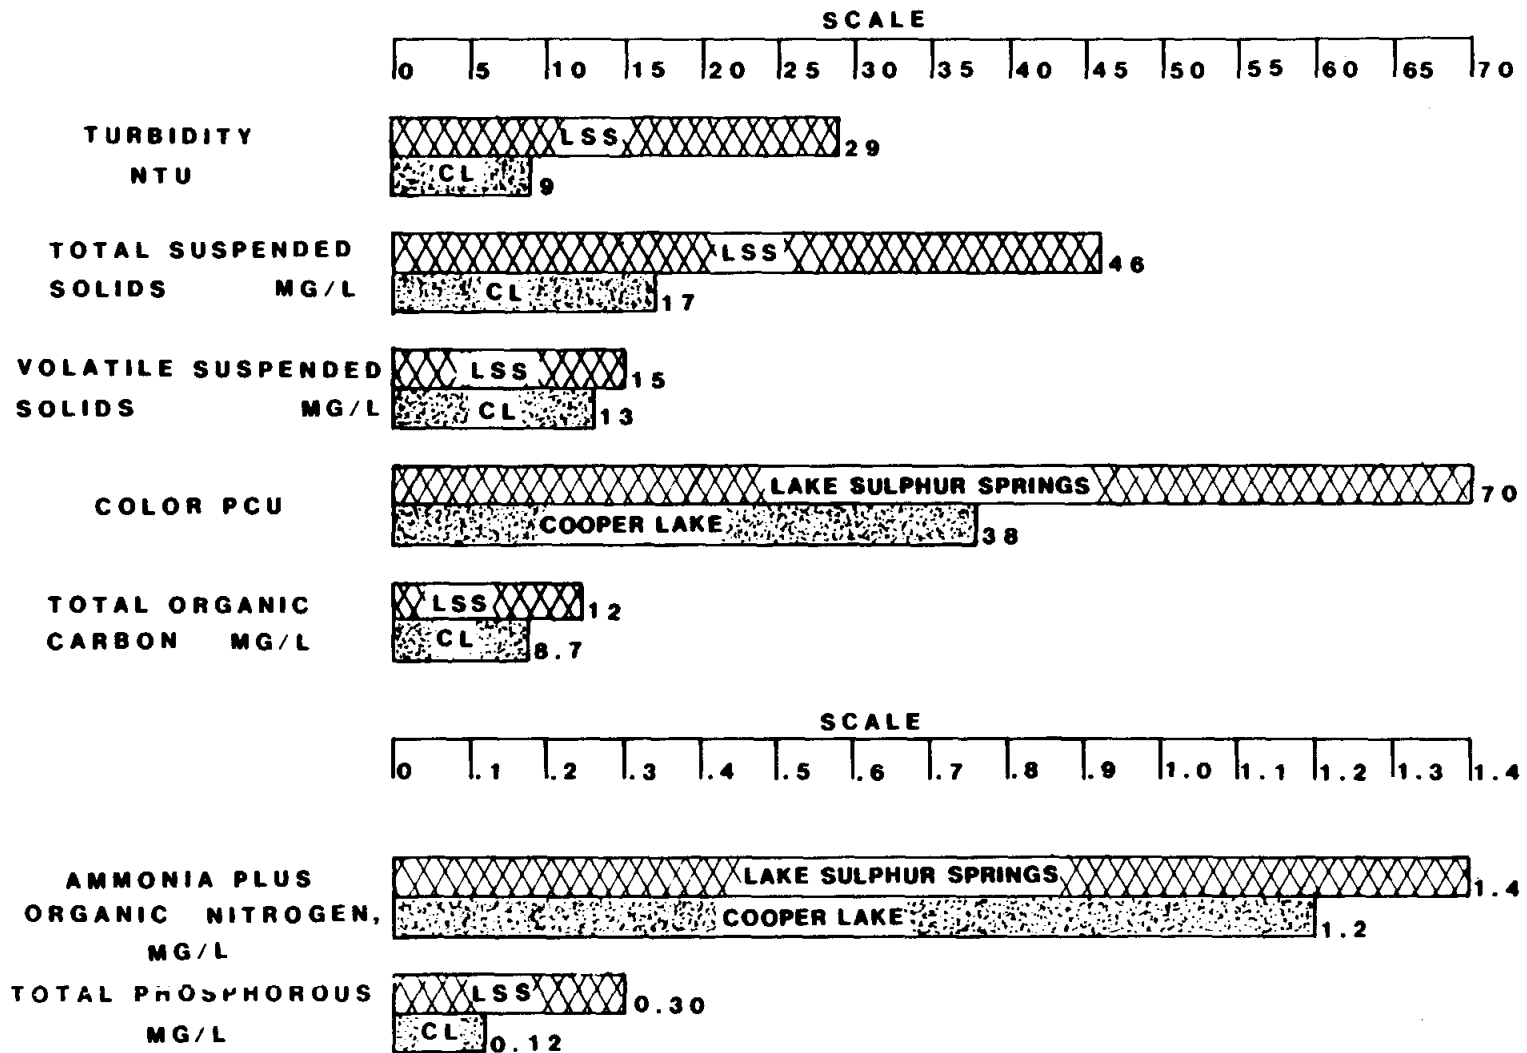 SCALE
0 5 10 15 20 25 30 35 40 45 50 55 60 65 70
TURBIDITY
NTU
LSS 29
CL 9
TOTAL SUSPENDED
SOLIDS MG/L
LSS 46
CL 17
VOLATILE SUSPENDED
SOLIDS MG/L
LSS 15
CL 13
COLOR PCU
LAKE SULPHUR SPRINGS 70
COOPER LAKE 38
TOTAL ORGANIC
CARBON MG/L
LSS 12
CL 8.7
SCALE
0 .1 .2 .3 .4 .5 .6 .7 .8 .9 1.0 1.1 1.2 1.3 1.4
AMMONIA PLUS
ORGANIC NITROGEN,
MG/L
LAKE SULPHUR SPRINGS 1.4
COOPER LAKE 1.2
TOTAL PHOSPHOROUS
MG/L
LSS 0.30
CL 0.12